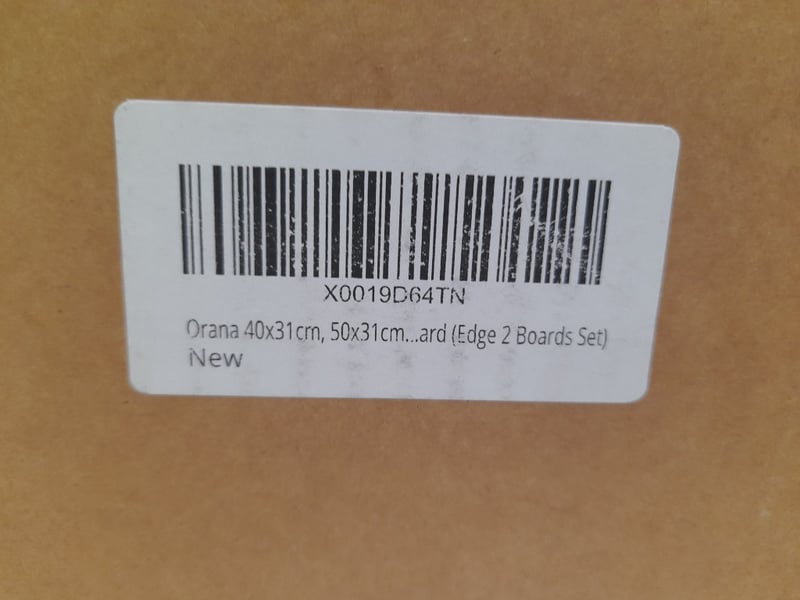 X0019D64TN
Orana 40x31cm, 50x31cm...ard (Edge 2 Boards Set)
New